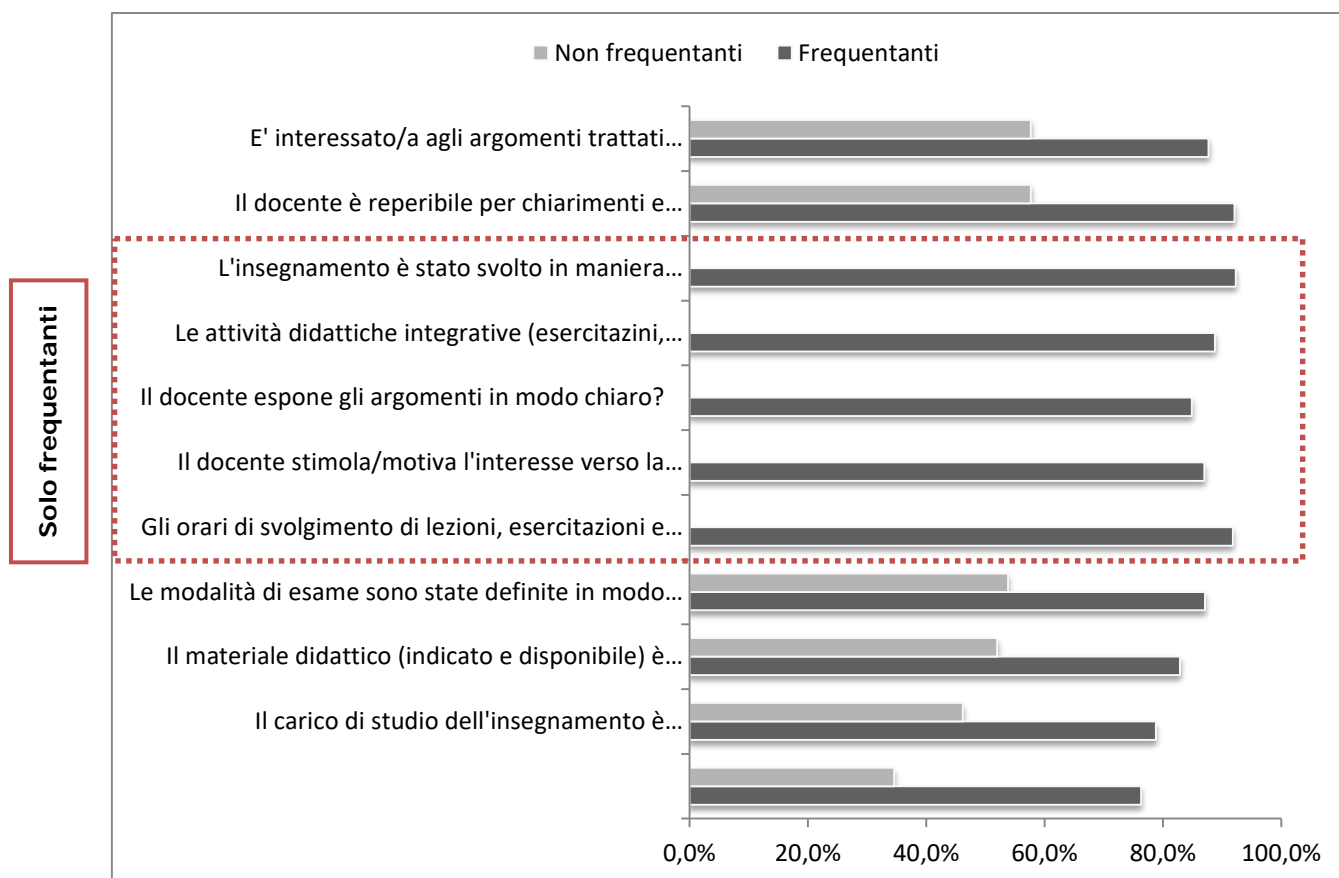 Non frequentanti Frequentanti
E' interessato/a agli argomenti trattati...
Il docente è reperibile per chiarimenti e...
L'insegnamento è stato svolto in maniera...
Le attività didattiche integrative (esercitazini,...
Il docente espone gli argomenti in modo chiaro?
Il docente stimola/motiva l'interesse verso la...
Gli orari di svolgimento di lezioni, esercitazioni e...
Le modalità di esame sono state definite in modo...
Il materiale didattico (indicato e disponibile) è...
Il carico di studio dell'insegnamento è...
Solo frequentanti
0,0% 20,0% 40,0% 60,0% 80,0% 100,0%